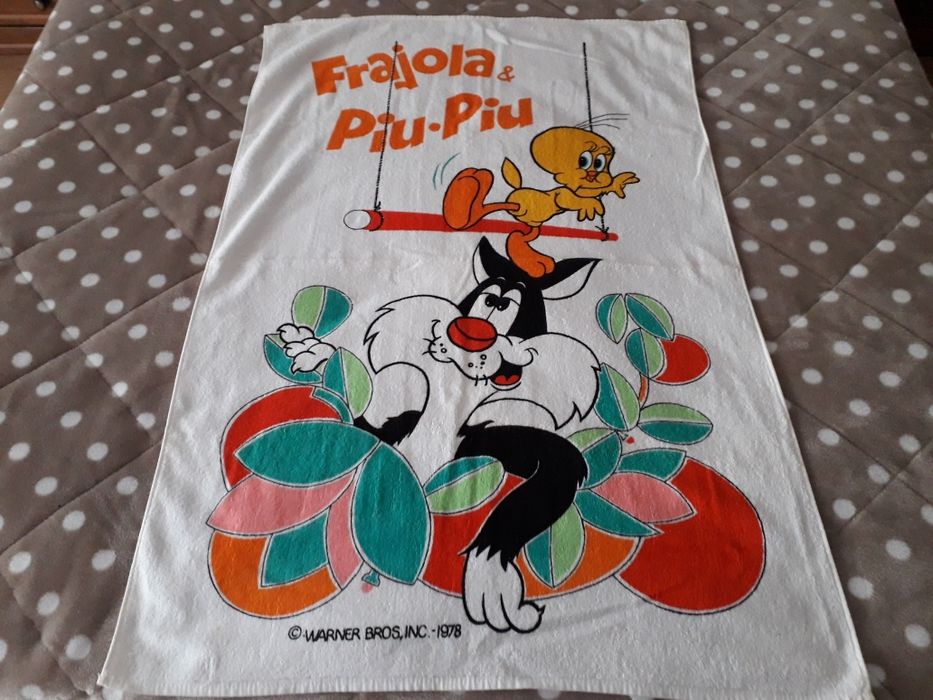 Frajola &
Piu-Piu
© WARNER BROS, INC. - 1978